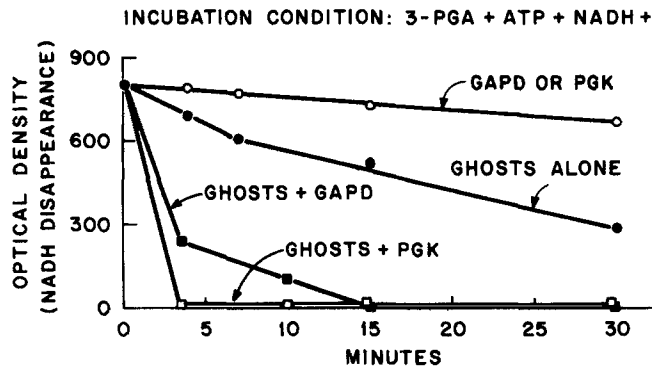 INCUBATION CONDITION: 3-PGA + ATP + NADH +
900
600
300
0
OPTICAL DENSITY
(NADH DISAPPEARANCE)
GAPD OR PGK
GHOSTS ALONE
GHOSTS + GAPD
GHOSTS + PGK
0 5 10 15 20 25 30
MINUTES